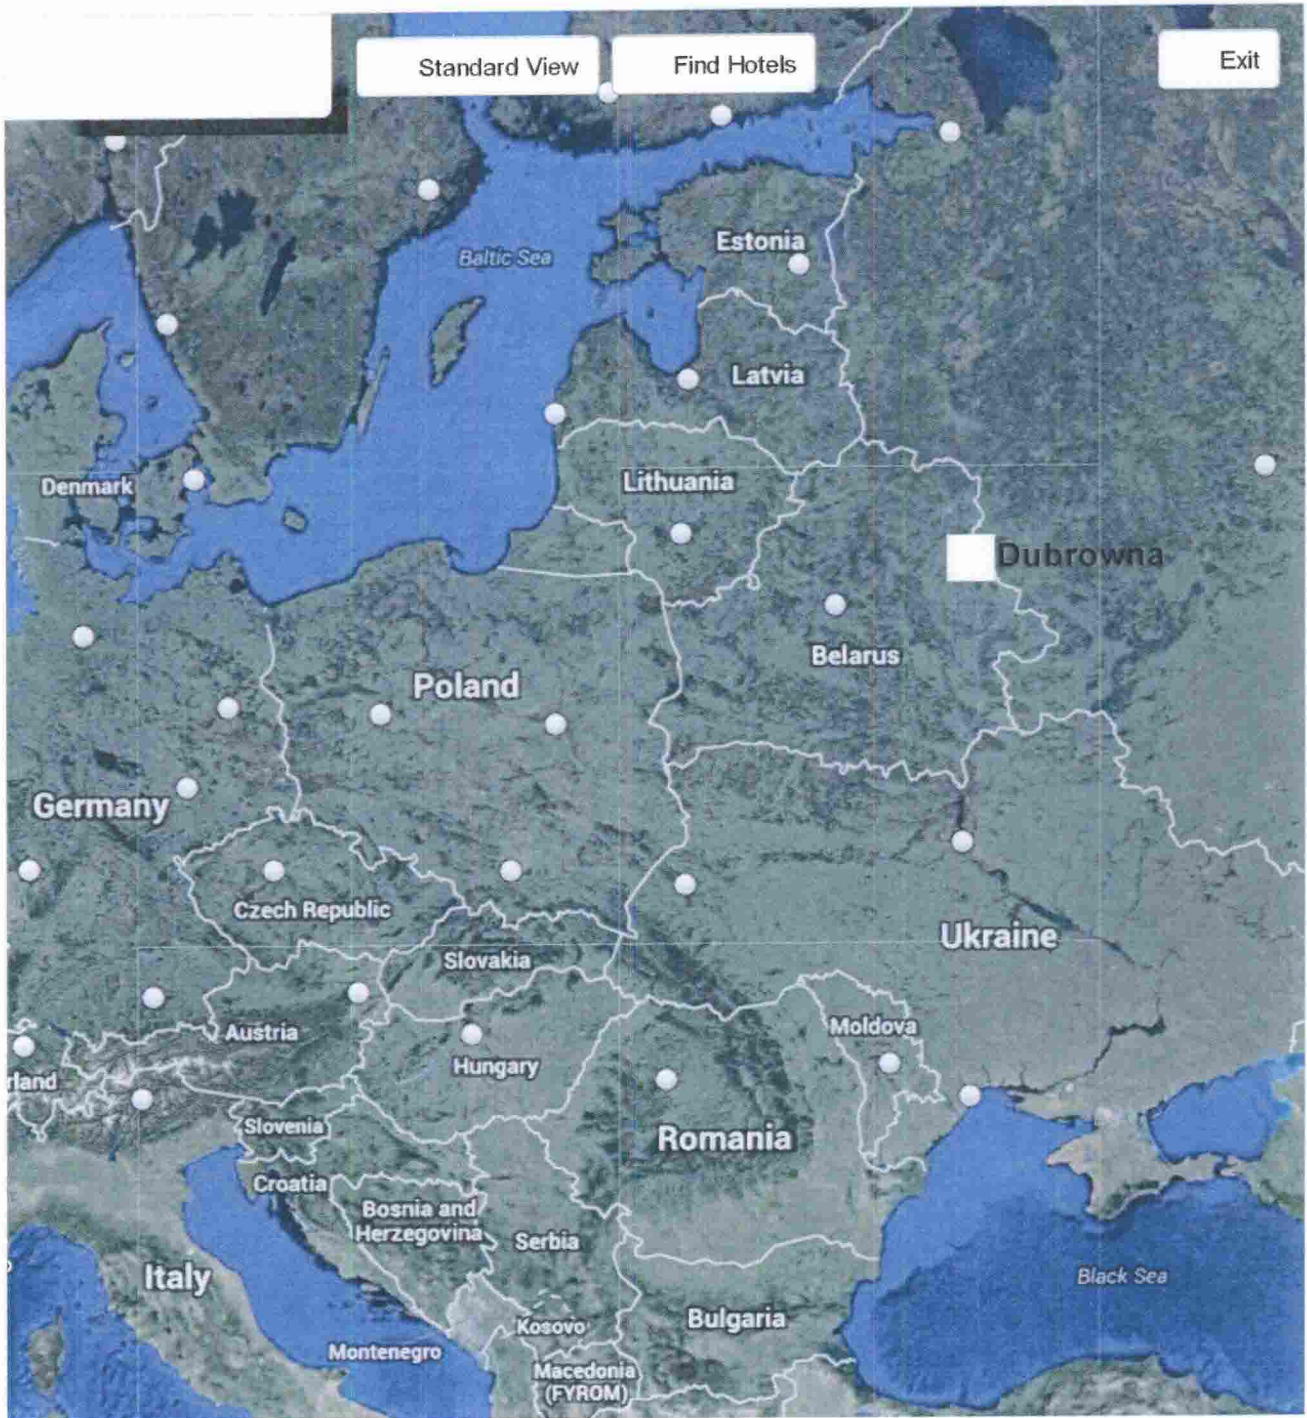 Standard View
Find Hotels
Exit
Estonia
Baltic Sea
Latvia
Denmark
Lithuania
Dubrowna
Belarus
Poland
Germany
Czech Republic
Ukraine
Slovakia
Austria
Moldova
Hungary
rland
Slovenia
Romania
Croatia
Bosnia and
Herzegovina
Serbia
Italy
Black Sea
Kosovo
Bulgaria
Montenegro
Macedonia
(FYROM)